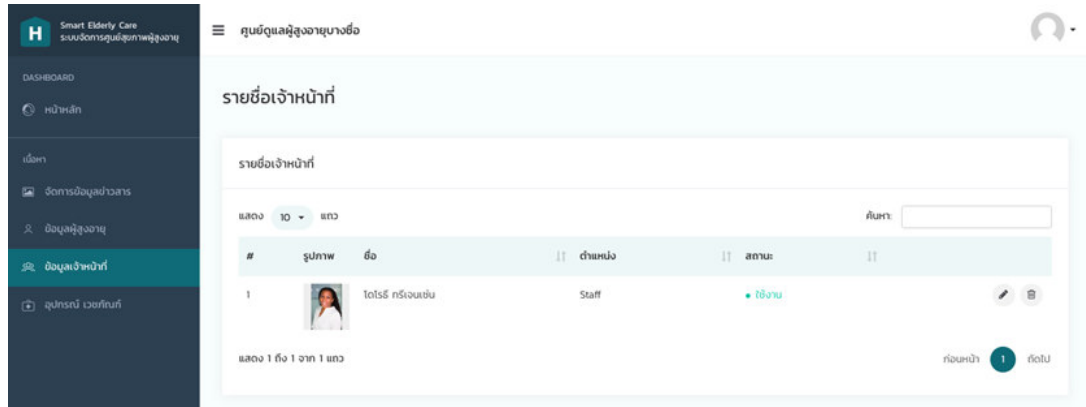 H
Smart Elderly Care
ระบบจัดการศูนย์สุขภาพผู้สูงอายุ
ศูนย์ดูแลผู้สูงอายุบางซื่อ
DASHBOARD
หน้าหลัก
เนื้อหา
จัดการข้อมูลข่าวสาร
ข้อมูลผู้สูงอายุ
ข้อมูลเจ้าหน้าที่
อุปกรณ์ เวชภัณฑ์
รายชื่อเจ้าหน้าที่
รายชื่อเจ้าหน้าที่
แสดง 10 แถว
ค้นหา:
# รูปภาพ ชื่อ ตำแหน่ง สถานะ
1 โดโรธี กรีเจนเซ่น Staff ใช้งาน
แสดง 1 ถึง 1 จาก 1 แถว
ก่อนหน้า 1 ถัดไป